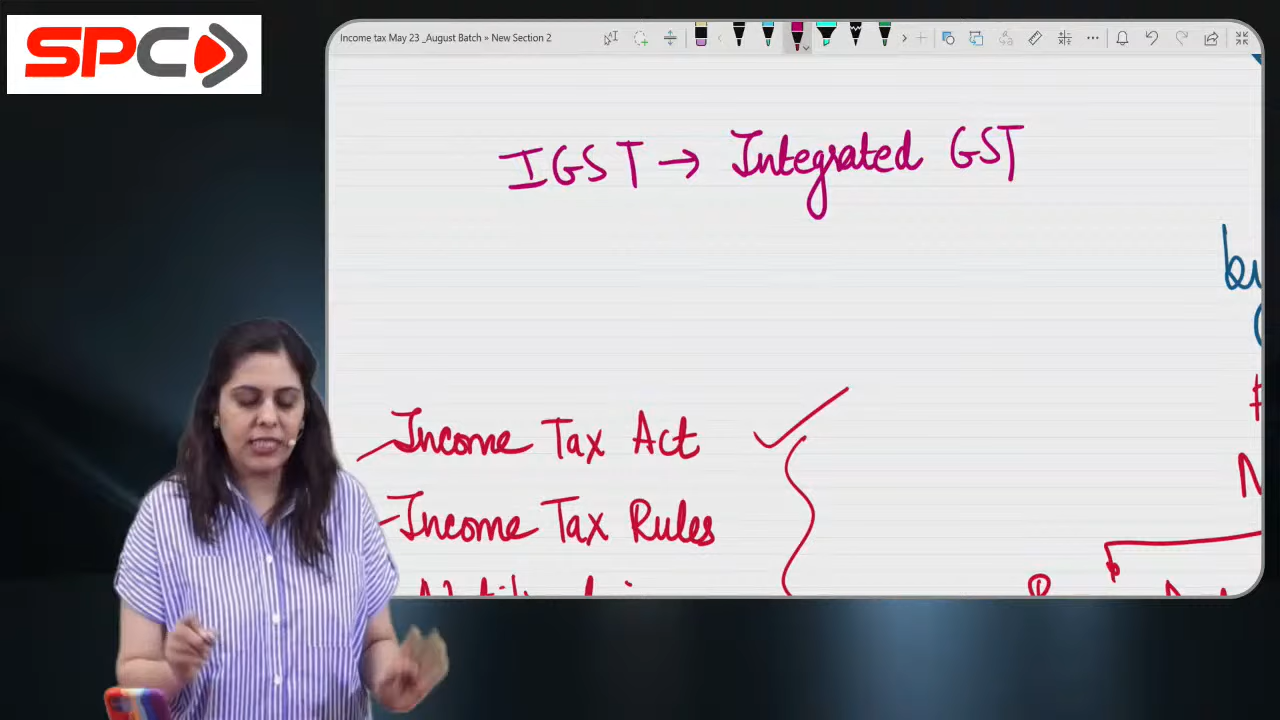 SPC
Income tax May 23 _August Batch » New Section 2
IGST → Integrated GST
Income Tax Act
Income Tax Rules